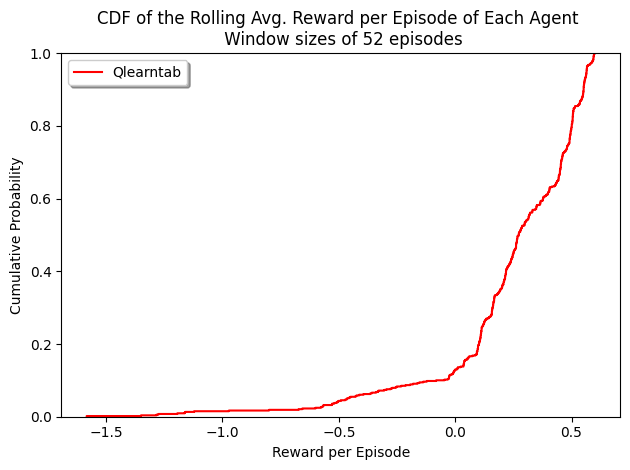 CDF of the Rolling Avg. Reward per Episode of Each Agent
Window sizes of 52 episodes
Qlearntab
Cumulative Probability
1.0
0.8
0.6
0.4
0.2
0.0
−1.5
−1.0
−0.5
0.0
0.5
Reward per Episode